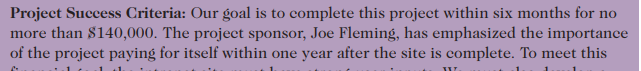 Project Success Criteria: Our goal is to complete this project within six months for no
more than $140,000. The project sponsor, Joe Fleming, has emphasized the importance
of the project paying for itself within one year after the site is complete. To meet this